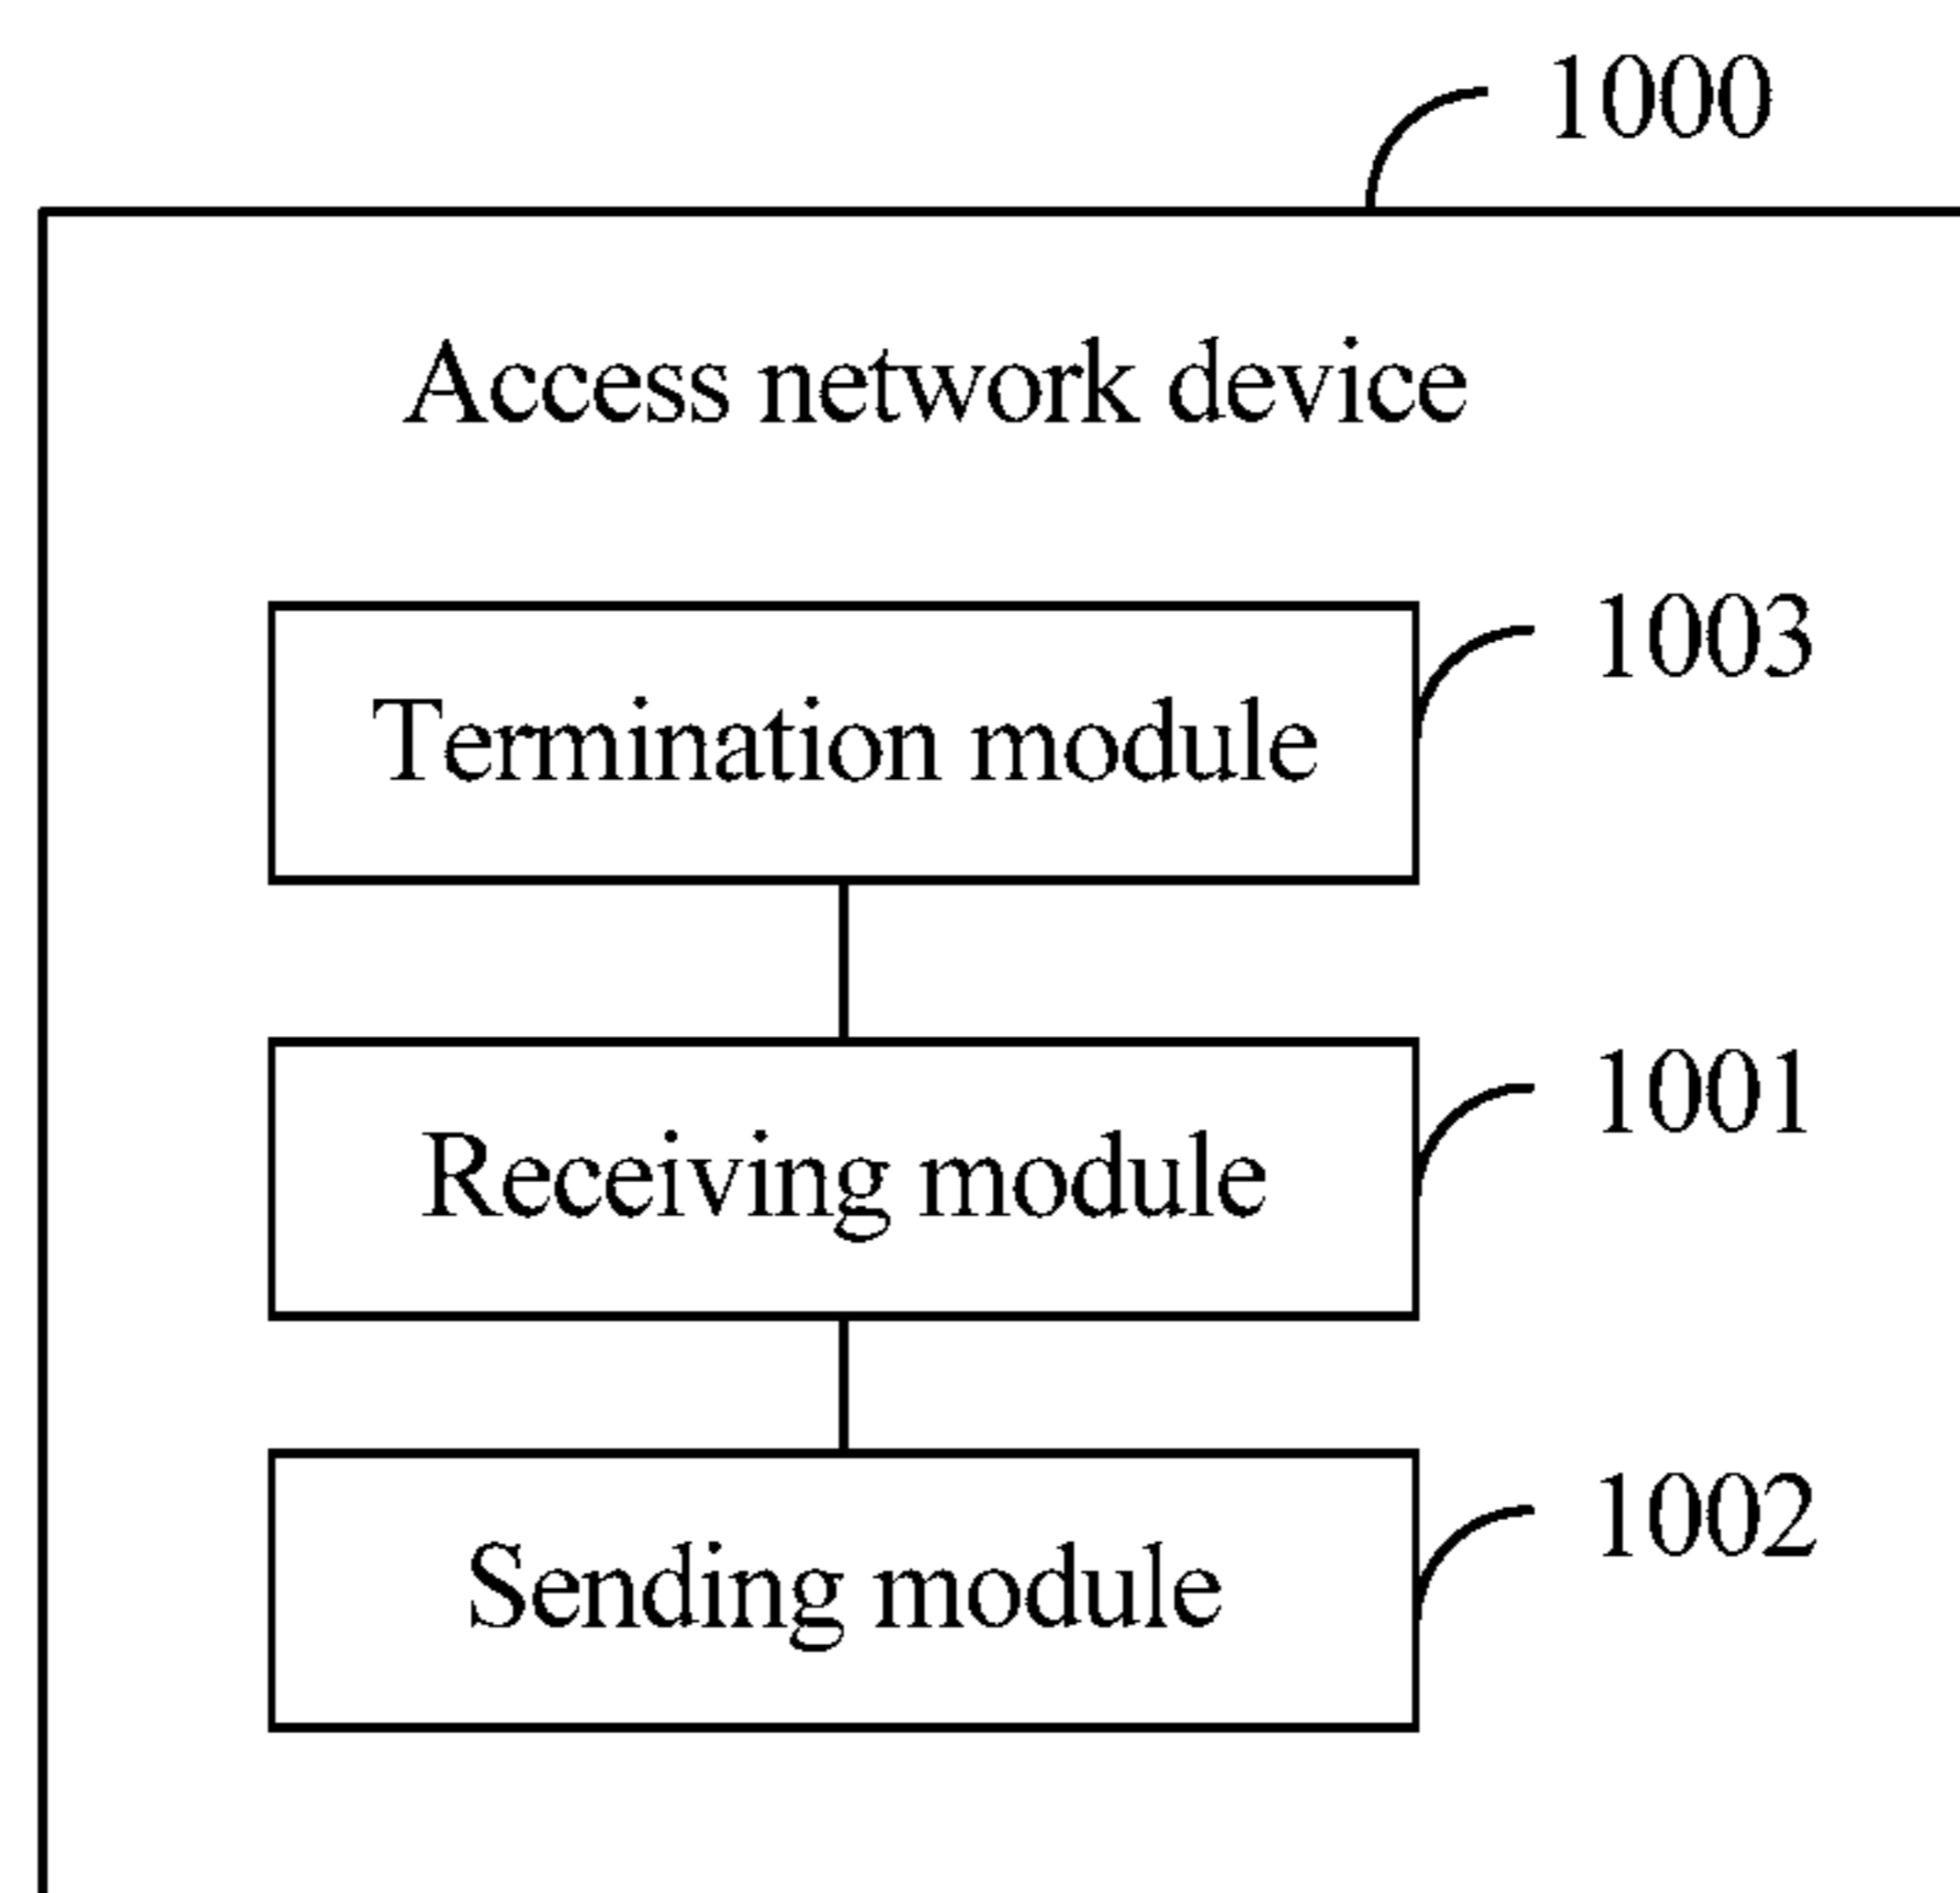 1000
Access network device
1003
Termination module
1001
Receiving module
1002
Sending module